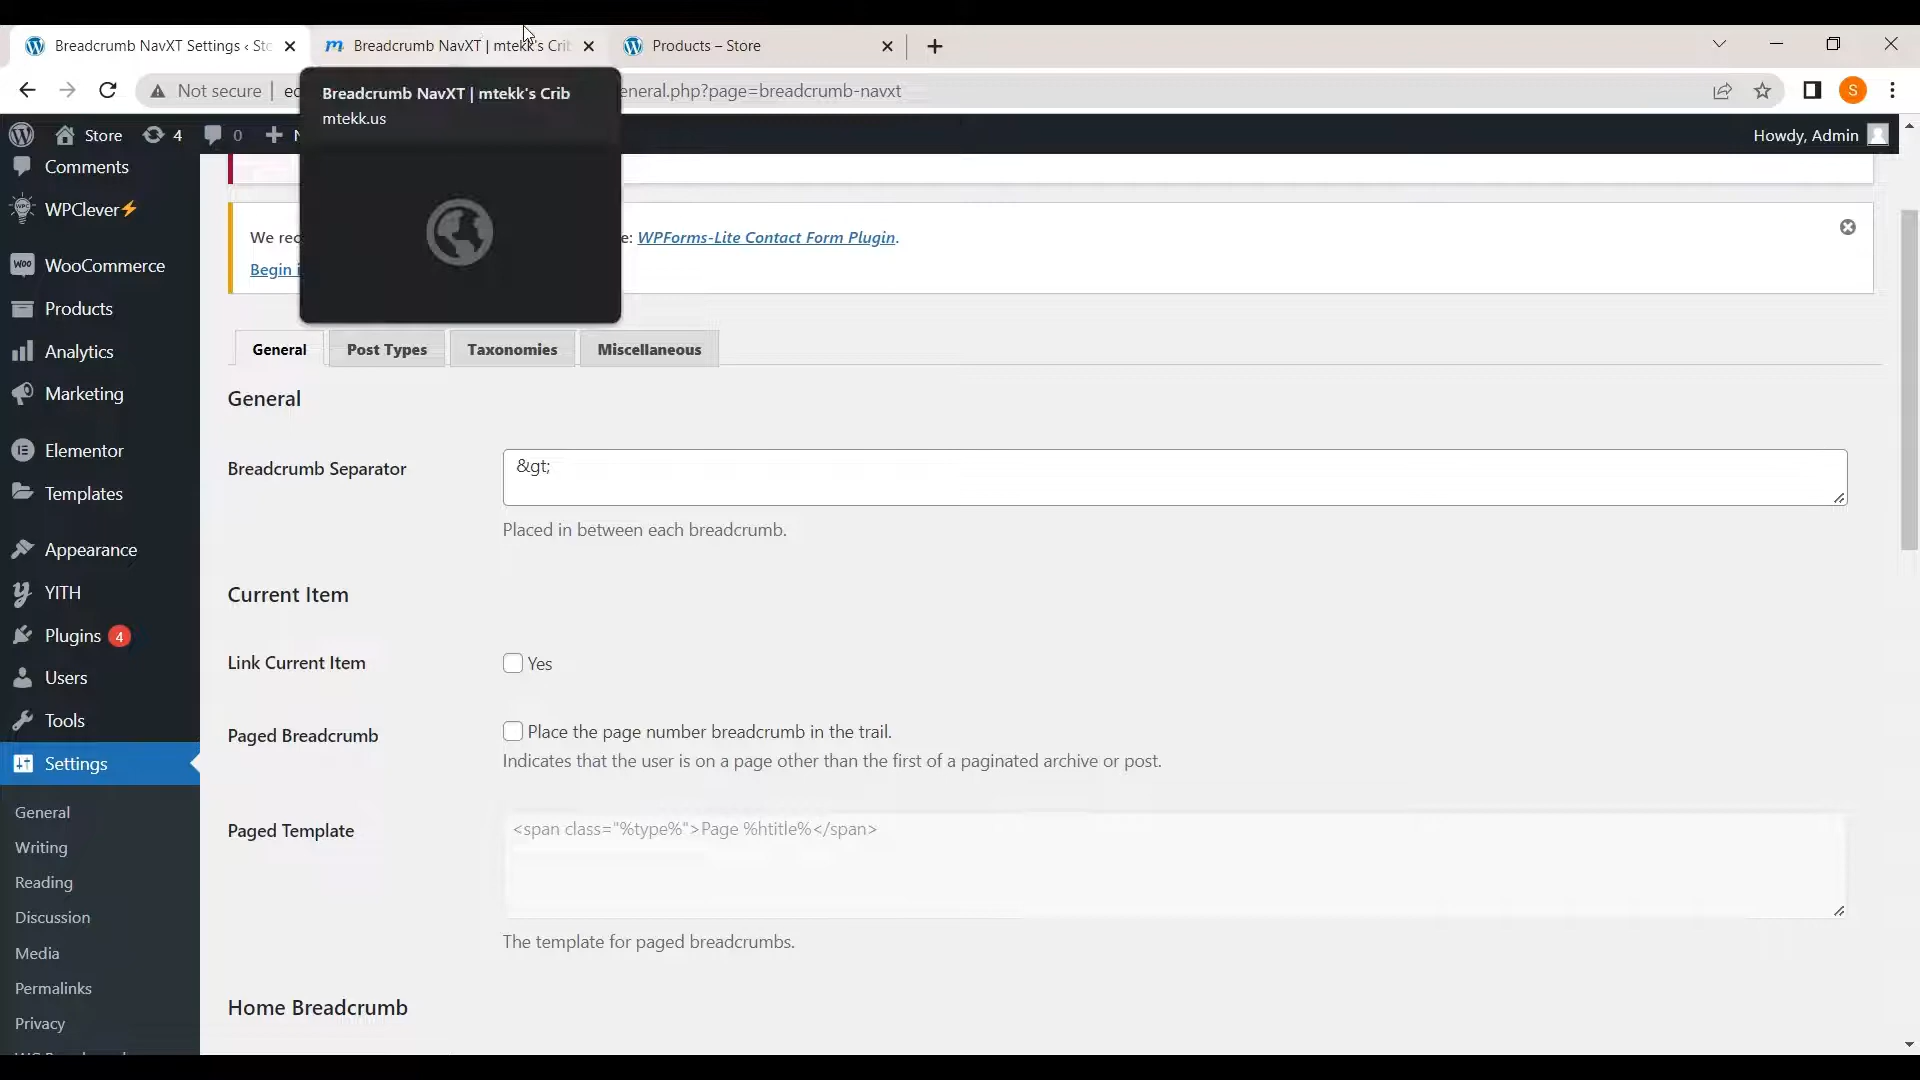 Breadcrumb NavXT Settings ‹ Sto
Breadcrumb NavXT | mtekk's Crib
Products – Store
Not secure
eneral.php?page=breadcrumb-navxt
S
Breadcrumb NavXT | mtekk's Crib
mtekk.us
Store
4
0
Howdy, Admin
Comments
WPClever
WooCommerce
Products
Analytics
Marketing
Elementor
Templates
Appearance
YITH
Plugins 4
Users
Tools
Settings
General
Writing
Reading
Discussion
Media
Permalinks
Privacy
We rec
e: WPForms-Lite Contact Form Plugin.
Begin i
General
Post Types
Taxonomies
Miscellaneous
General
Breadcrumb Separator
&gt;
Placed in between each breadcrumb.
Current Item
Link Current Item
Yes
Paged Breadcrumb
Place the page number breadcrumb in the trail.
Indicates that the user is on a page other than the first of a paginated archive or post.
Paged Template
<span class="%type%">Page %htitle%</span>
The template for paged breadcrumbs.
Home Breadcrumb